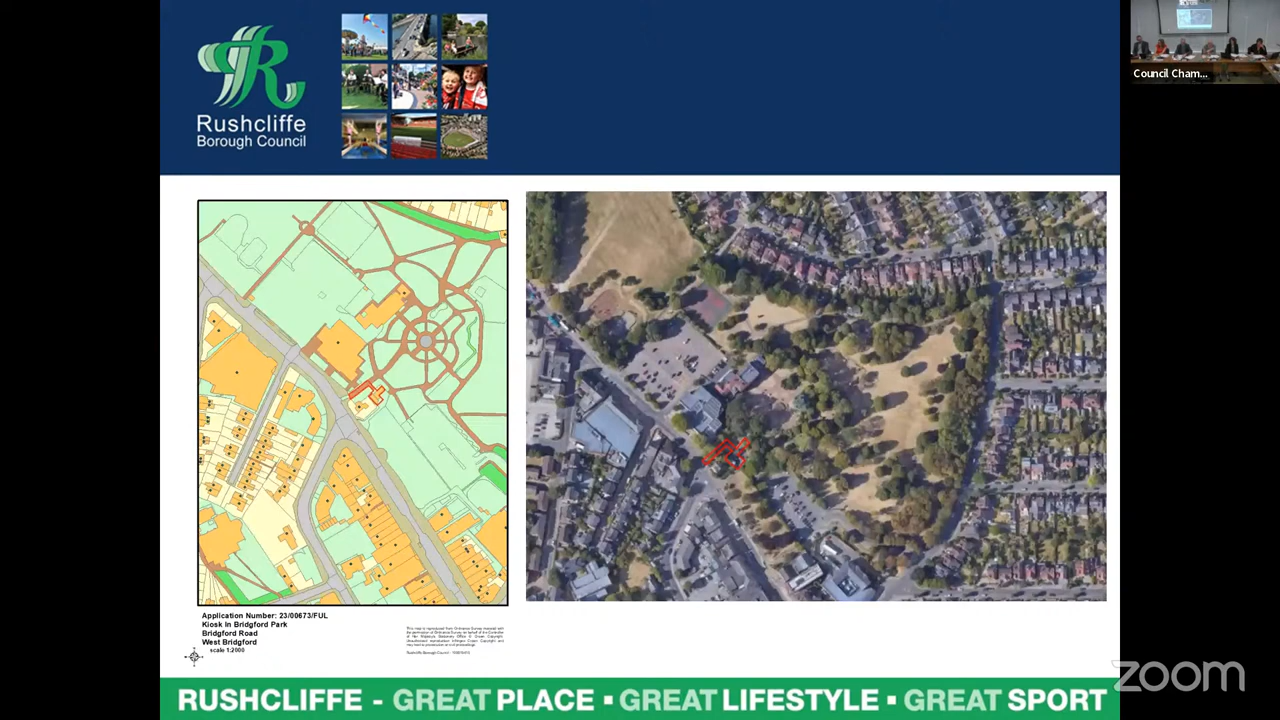 Rushcliffe
Borough Council
Council Cham...
Application Number: 23/00673/FUL
Kiosk In Bridgford Park
Bridgford Road
West Bridgford
scale 1:2000
RUSHCLIFFE - GREAT PLACE ▪ GREAT LIFESTYLE ▪ GREAT SPORT
zoom